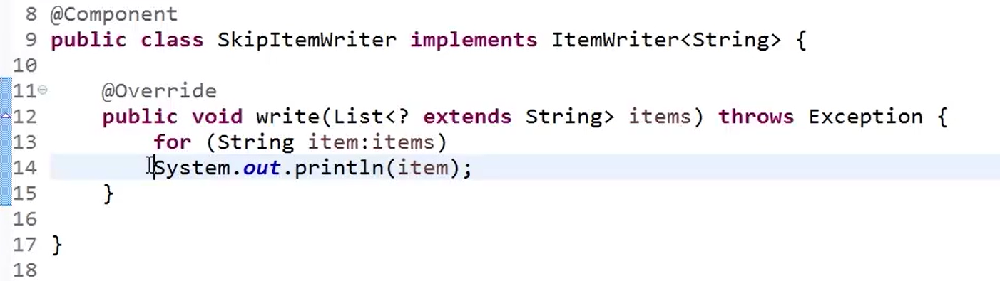 8 @Component
9 public class SkipItemWriter implements ItemWriter<String> {
10
11 @Override
12 public void write(List<? extends String> items) throws Exception {
13 for (String item:items)
14 System.out.println(item);
15 }
16
17 }
18